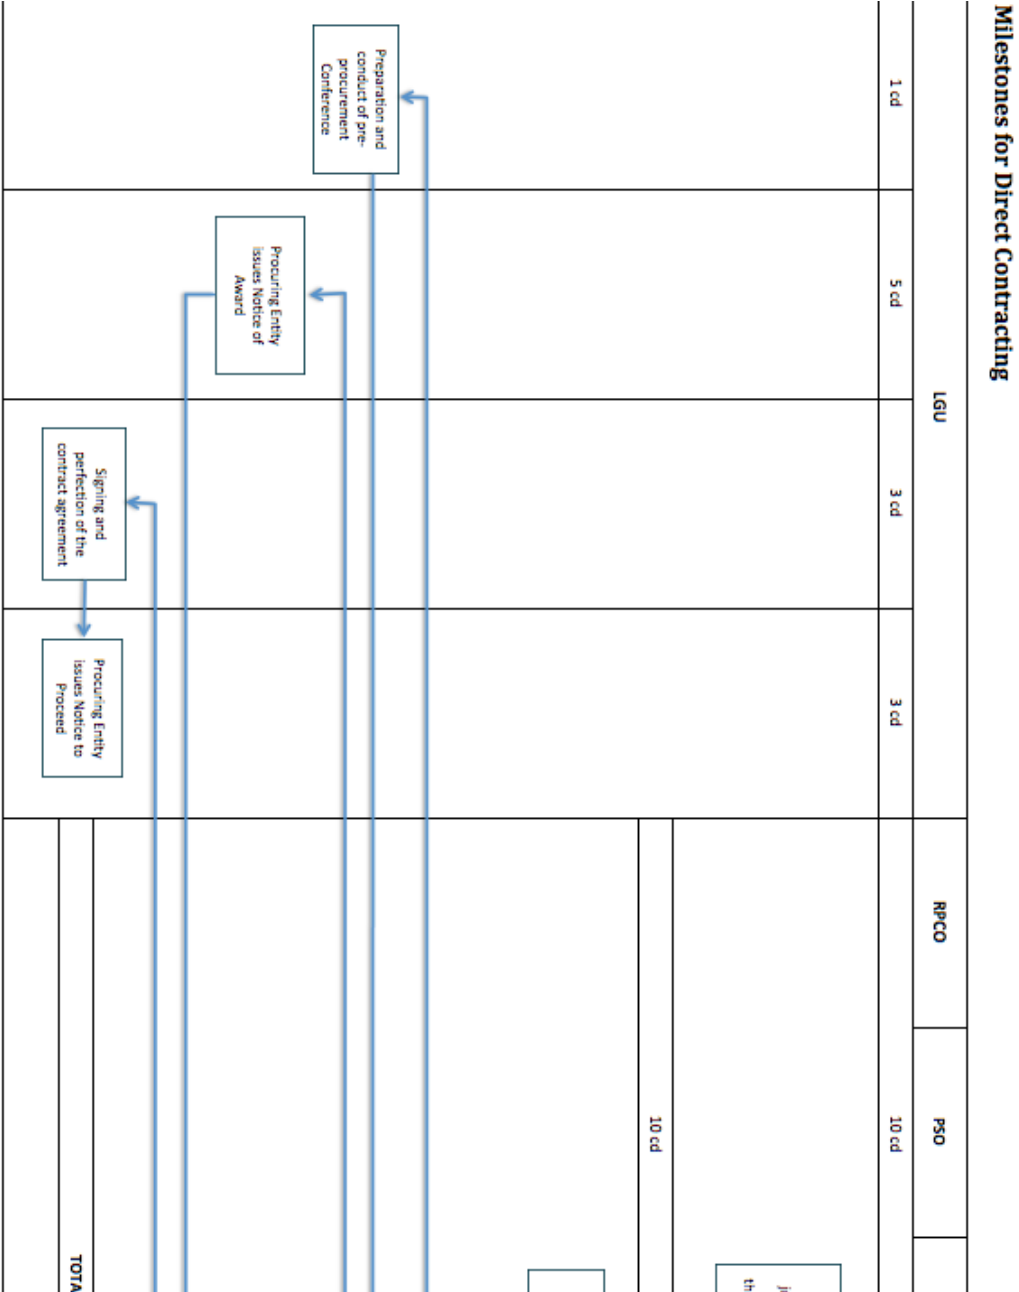 Milestones for Direct Contracting
LGU
RPCO
PSO
1 cd
5 cd
3 cd
3 cd
10 cd
10 cd
Preparation and
conduct of pre-
procurement
Conference
Procuring Entity
issues Notice of
Award
Signing and
perfection of the
contract agreement
Procuring Entity
issues Notice to
Proceed